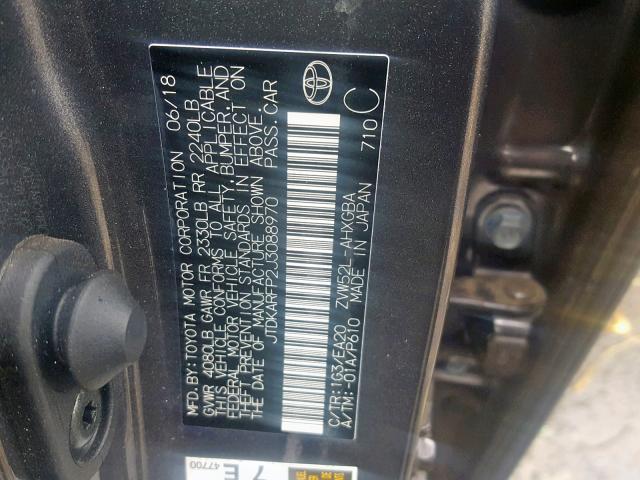 MFD. BY: TOYOTA MOTOR CORPORATION 06/18
GVWR 4080LB GAWR FR 2330LB RR 2240LB
THIS VEHICLE CONFORMS TO ALL APPLICABLE
FEDERAL MOTOR VEHICLE SAFETY, BUMPER, AND
THEFT PREVENTION STANDARDS IN EFFECT ON
THE DATE OF MANUFACTURE SHOWN ABOVE.
JTDKARFP2J3088970 PASS. CAR
C/TR: 1G3/EA20 ZVW52L-AHXGBA
A/TM: -01A/P610 MADE IN JAPAN 710 C
47700
7E